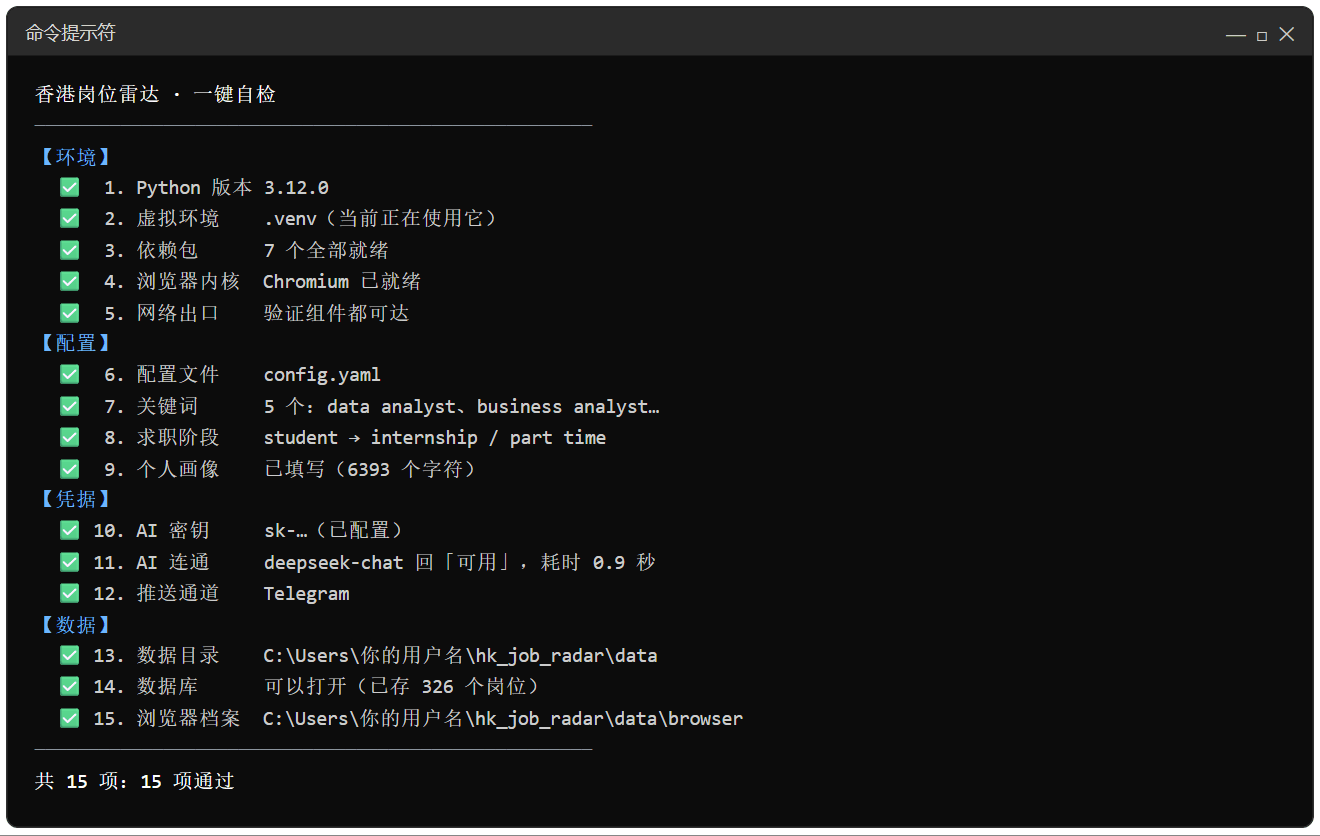 命令提示符
香港岗位雷达 · 一键自检
【环境】
✅ 1. Python 版本 3.12.0
✅ 2. 虚拟环境 .venv（当前正在使用它）
✅ 3. 依赖包 7 个全部就绪
✅ 4. 浏览器内核 Chromium 已就绪
✅ 5. 网络出口 验证组件都可达
【配置】
✅ 6. 配置文件 config.yaml
✅ 7. 关键词 5 个：data analyst、business analyst…
✅ 8. 求职阶段 student → internship / part time
✅ 9. 个人画像 已填写（6393 个字符）
【凭据】
✅ 10. AI 密钥 sk-…（已配置）
✅ 11. AI 连通 deepseek-chat 回「可用」，耗时 0.9 秒
✅ 12. 推送通道 Telegram
【数据】
✅ 13. 数据目录 C:\Users\你的用户名\hk_job_radar\data
✅ 14. 数据库 可以打开（已存 326 个岗位）
✅ 15. 浏览器档案 C:\Users\你的用户名\hk_job_radar\data\browser
共 15 项：15 项通过